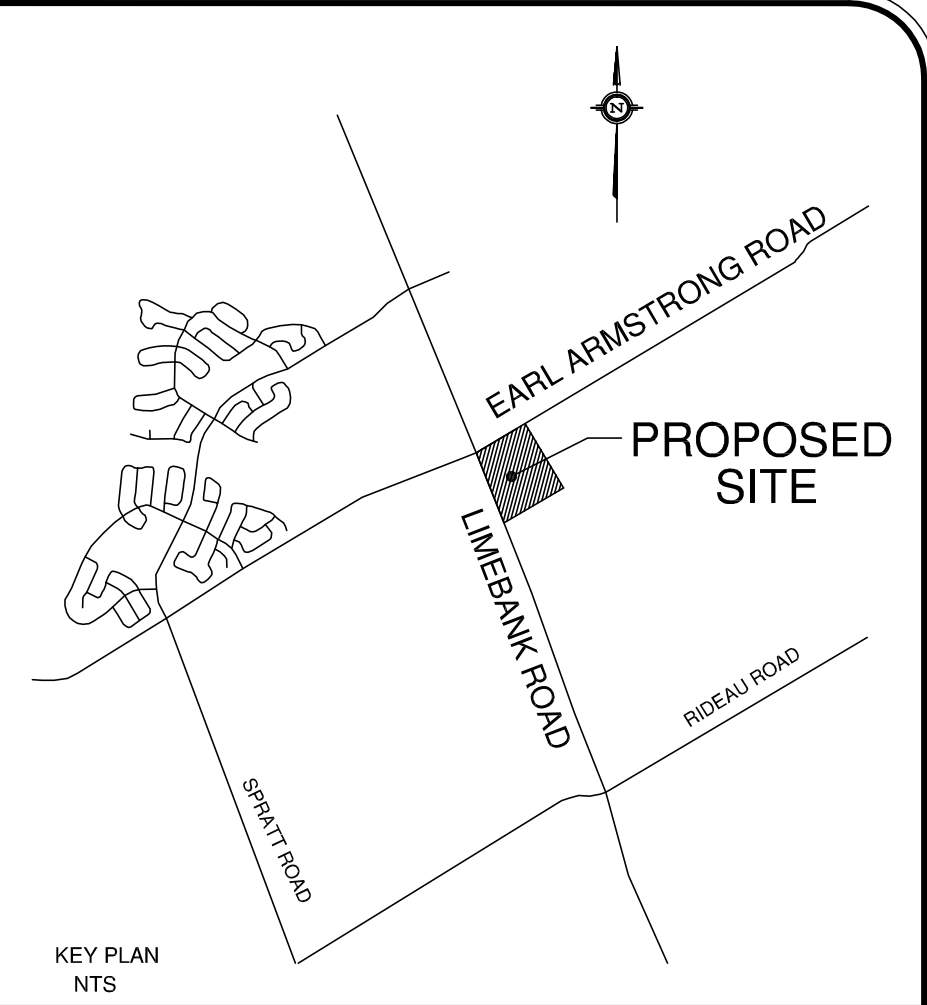 N
EARL ARMSTRONG ROAD
PROPOSED
SITE
LIMEBANK ROAD
RIDEAU ROAD
SPRATT ROAD
KEY PLAN
NTS